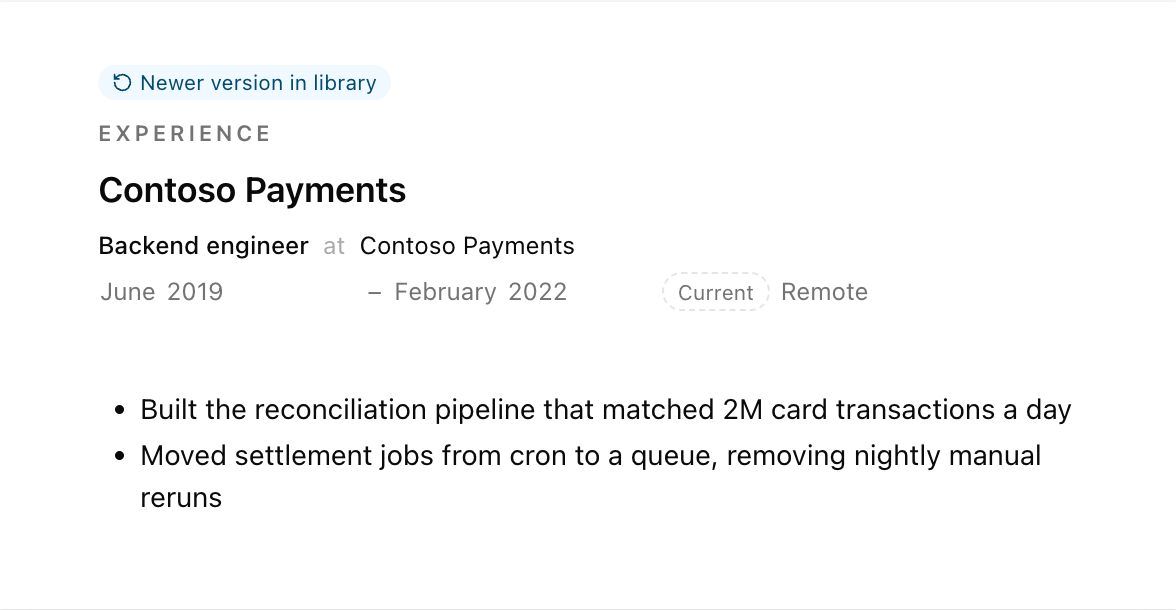 Newer version in library
EXPERIENCE
Contoso Payments
Backend engineer at Contoso Payments
June 2019 – February 2022 Current Remote
• Built the reconciliation pipeline that matched 2M card transactions a day
• Moved settlement jobs from cron to a queue, removing nightly manual
reruns